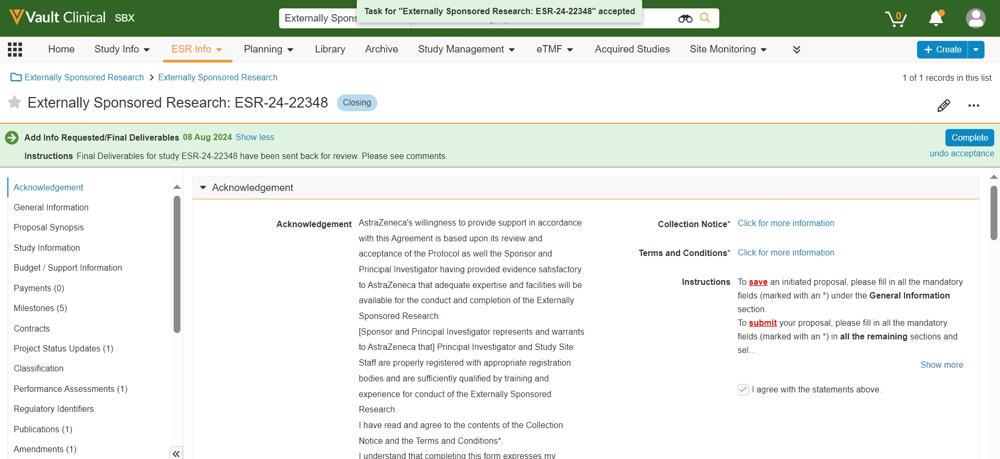 Vault Clinical SBX
Externally Spons
Task for "Externally Sponsored Research: ESR-24-22348" accepted
0
Home Study Info ESR Info Planning Library Archive Study Management eTMF Acquired Studies Site Monitoring
+ Create
Externally Sponsored Research > Externally Sponsored Research
1 of 1 records in this list
Externally Sponsored Research: ESR-24-22348 Closing
Add Info Requested/Final Deliverables 08 Aug 2024 Show less
Complete
Instructions Final Deliverables for study ESR-24-22348 have been sent back for review. Please see comments.
undo acceptance
Acknowledgement
General Information
Proposal Synopsis
Study Information
Budget / Support Information
Payments (0)
Milestones (5)
Contracts
Project Status Updates (1)
Classification
Performance Assessments (1)
Regulatory Identifiers
Publications (1)
Amendments (1)
Acknowledgement
Acknowledgement
AstraZeneca's willingness to provide support in accordance
with this Agreement is based upon its review and
acceptance of the Protocol as well the Sponsor and
Principal Investigator having provided evidence satisfactory
to AstraZeneca that adequate expertise and facilities will be
available for the conduct and completion of the Externally
Sponsored Research.
[Sponsor and Principal Investigator represents and warrants
to AstraZeneca that] Principal Investigator and Study Site
Staff are properly registered with appropriate registration
bodies and are sufficiently qualified by training and
experience for conduct of the Externally Sponsored
Research.
I have read and agree to the contents of the Collection
Notice and the Terms and Conditions*.
I understand that completing this form expresses my
Collection Notice* Click for more information
Terms and Conditions* Click for more information
Instructions To save an initiated proposal, please fill in all the mandatory
fields (marked with an *) under the General Information
section.
To submit your proposal, please fill in all the mandatory
fields (marked with an *) in all the remaining sections and
sel...
Show more
I agree with the statements above.